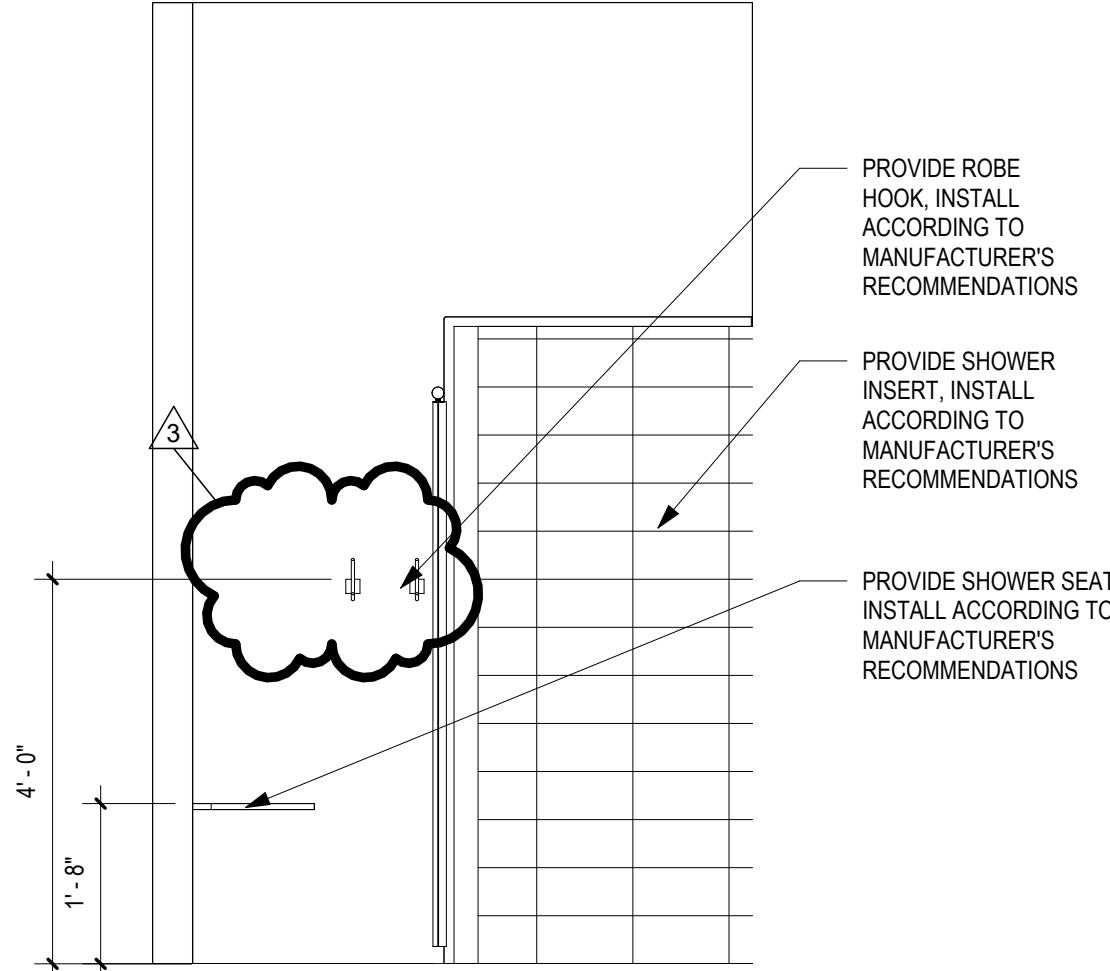 PROVIDE ROBE
HOOK, INSTALL
ACCORDING TO
MANUFACTURER'S
RECOMMENDATIONS
PROVIDE SHOWER
INSERT, INSTALL
ACCORDING TO
MANUFACTURER'S
RECOMMENDATIONS
3
PROVIDE SHOWER SEAT
INSTALL ACCORDING TO
MANUFACTURER'S
RECOMMENDATIONS
4' - 0"
1' - 8"